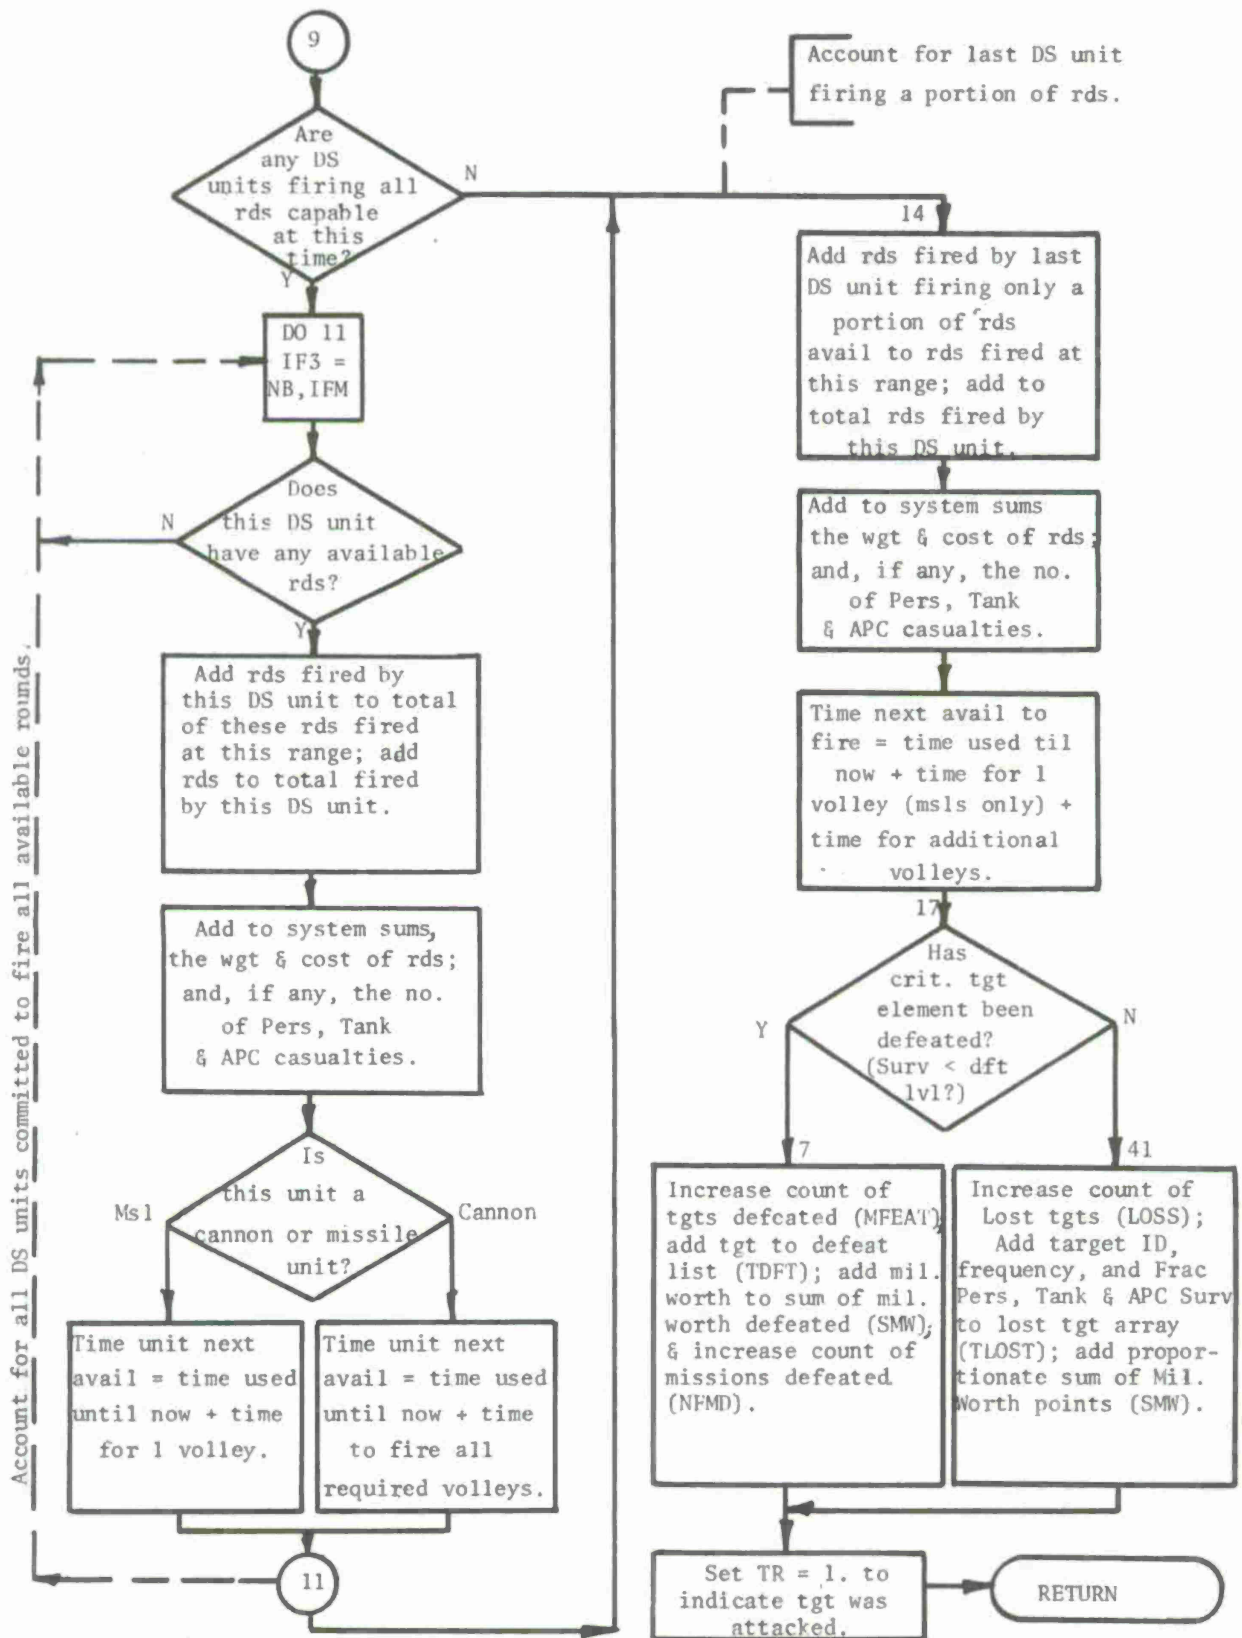 9
Account for last DS unit
firing a portion of rds.
Are
any DS
units firing all
rds capable
at this
time?
N
Y
DO 11
IF3 =
NB,IFM
Does
this DS unit
have any available
rds?
N
Y
Add rds fired by
this DS unit to total
of these rds fired
at this range; add
rds to total fired
by this DS unit.
Add to system sums,
the wgt & cost of rds;
and, if any, the no.
of Pers, Tank
& APC casualties.
Is
this unit a
cannon or missile
unit?
Msl
Cannon
Time unit next
avail = time used
until now + time
for 1 volley.
Time unit next
avail = time used
until now + time
to fire all
required volleys.
11
Account for all DS units committed to fire all available rounds.
14
Add rds fired by last
DS unit firing only a
portion of rds
avail to rds fired at
this range; add to
total rds fired by
this DS unit.
Add to system sums
the wgt & cost of rds;
and, if any, the no.
of Pers, Tank
& APC casualties.
Time next avail to
fire = time used til
now + time for 1
volley (msls only) +
time for additional
volleys.
17
Has
crit. tgt
element been
defeated?
(Surv < dft
lvl?)
Y
N
7
Increase count of
tgts defeated (MFEAT);
add tgt to defeat
list (TDFT); add mil.
worth to sum of mil.
worth defeated (SMW);
& increase count of
missions defeated
(NFMD).
41
Increase count of
Lost tgts (LOSS);
Add target ID,
frequency, and Frac
Pers, Tank & APC Surv
to lost tgt array
(TLOST); add propor-
tionate sum of Mil.
Worth points (SMW).
Set TR = 1. to
indicate tgt was
attacked.
RETURN